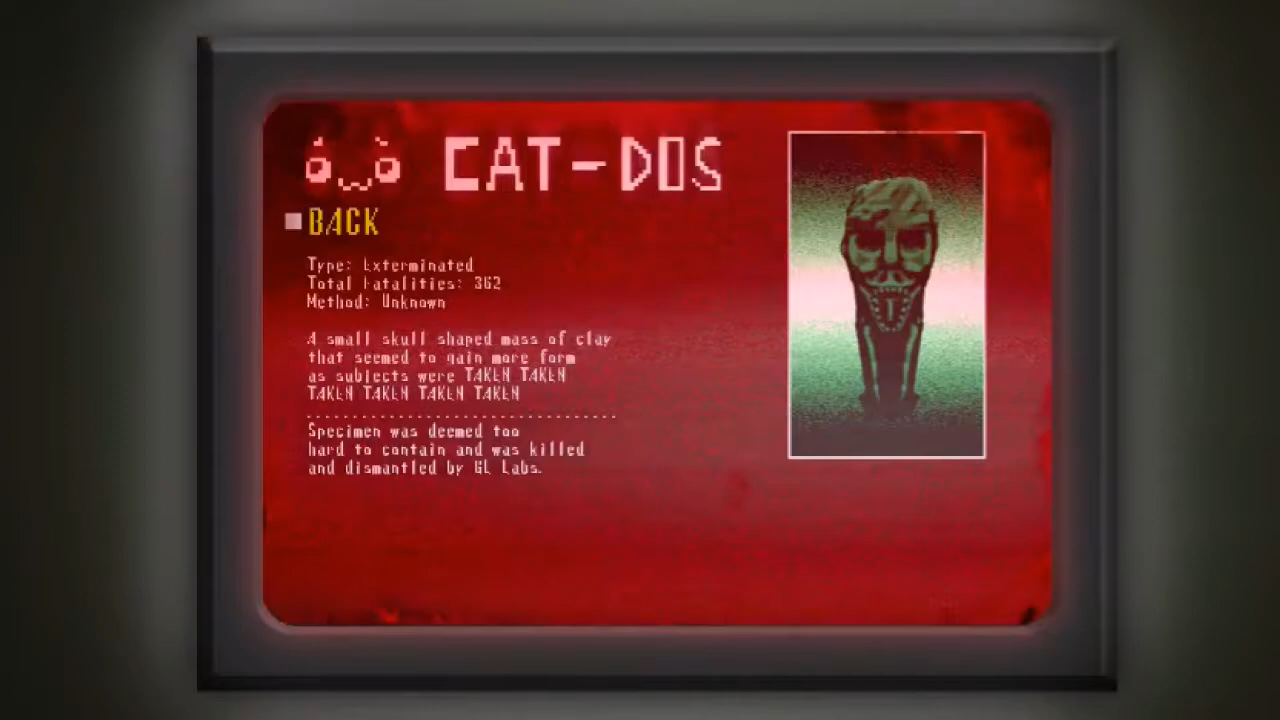 CAT-DOS
BACK
Type: Exterminated
Total Fatalities: 362
Method: Unknown
A small skull shaped mass of clay
that seemed to gain more form
as subjects were TAKEN TAKEN
TAKEN TAKEN TAKEN TAKEN
..................................
Specimen was deemed too
hard to contain and was killed
and dismantled by GL Labs.